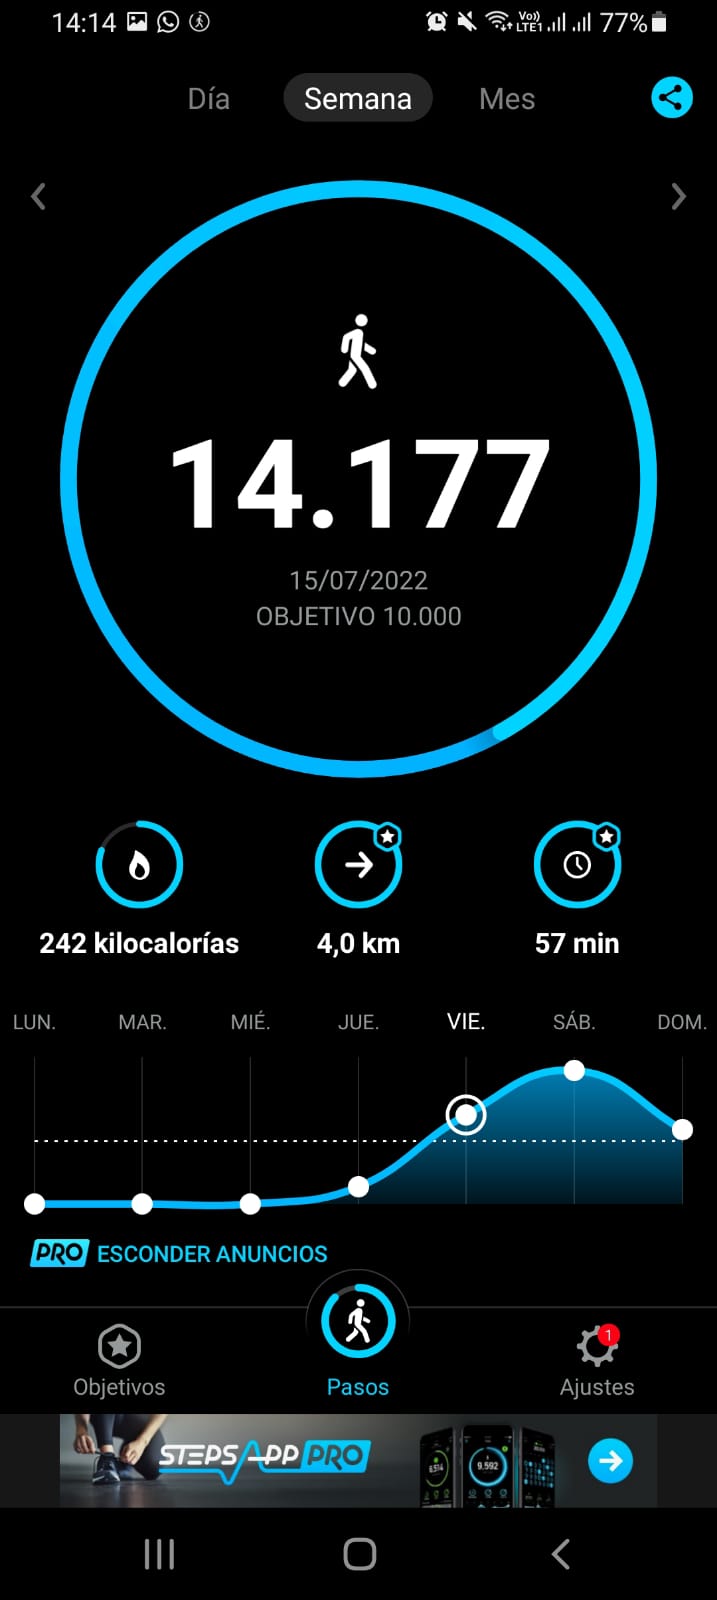 14:14 Vo)) LTE1 77%
Día Semana Mes
14.177
15/07/2022
OBJETIVO 10.000
242 kilocalorías 4,0 km 57 min
LUN. MAR. MIÉ. JUE. VIE. SÁB. DOM.
PRO ESCONDER ANUNCIOS
1
Objetivos Pasos Ajustes
STEPSAPP PRO
6,514 9,592